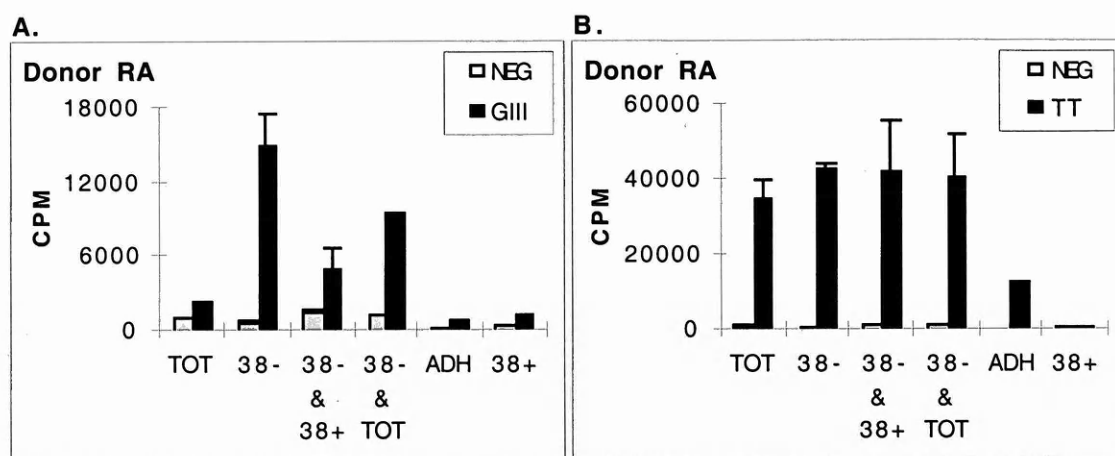 A.
Donor RA
NEG
GIII
18000
12000
6000
0
CPM
TOT 38- 38- 38- ADH 38+
& &
38+ TOT
B.
Donor RA
NEG
TT
60000
40000
20000
0
CPM
TOT 38- 38- 38- ADH 38+
& &
38+ TOT